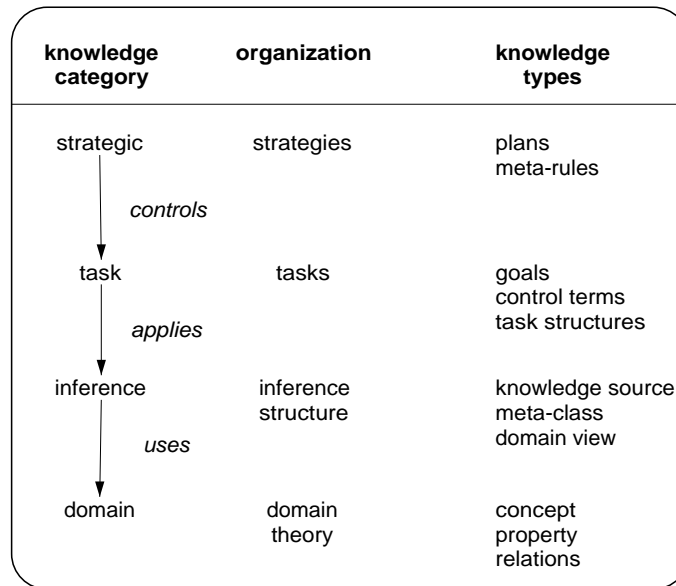 knowledge category organization knowledge types
strategic strategies plans
meta-rules
controls
task tasks goals
control terms
applies task structures
inference inference structure knowledge source
meta-class
uses domain view
domain domain theory concept
property
relations